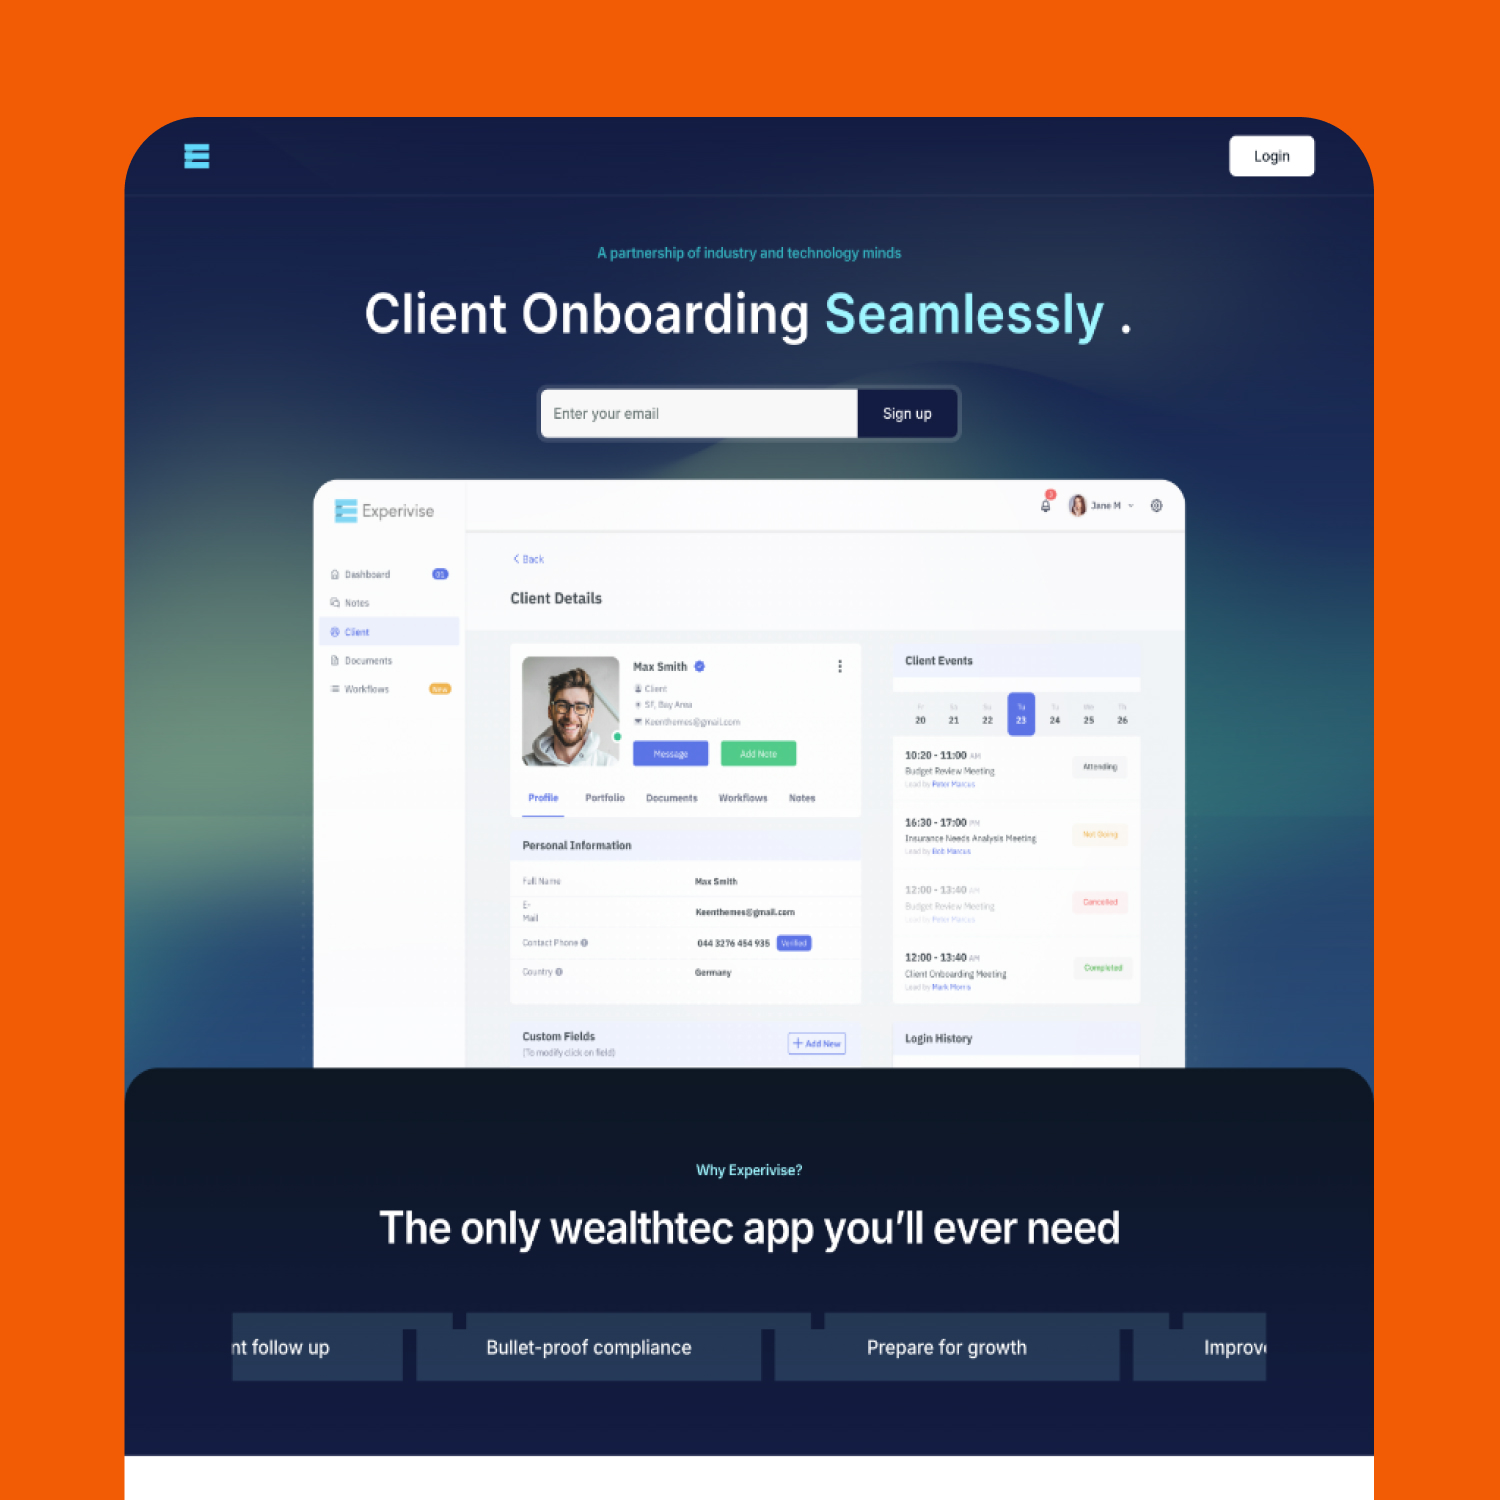 Login
A partnership of industry and technology minds
Client Onboarding Seamlessly .
Enter your email
Sign up
Experivise
Jane M
Back
Dashboard
01
Notes
Client
Documents
Workflows
New
Client Details
Max Smith
Client
SF, Bay Area
Keenthemes@gmail.com
Message
Add Note
Profile
Portfolio
Documents
Workflows
Notes
Personal Information
Full Name
Max Smith
E-
Mail
Keenthemes@gmail.com
Contact Phone
044 3276 454 935
Verified
Country
Germany
Custom Fields
(To modify click on field)
Add New
Client Events
Fr Sa Su Tu Tu We Th
20 21 22 23 24 25 26
10:20 - 11:00 AM
Budget Review Meeting
Lead by Peter Marcus
Attending
16:30 - 17:00 PM
Insurance Needs Analysis Meeting
Lead by Bob Marcus
Not Going
12:00 - 13:40 AM
Budget Review Meeting
Lead by Peter Marcus
Cancelled
12:00 - 13:40 AM
Client Onboarding Meeting
Lead by Mark Morris
Completed
Login History
Why Experivise?
The only wealthtec app you’ll ever need
nt follow up
Bullet-proof compliance
Prepare for growth
Improve